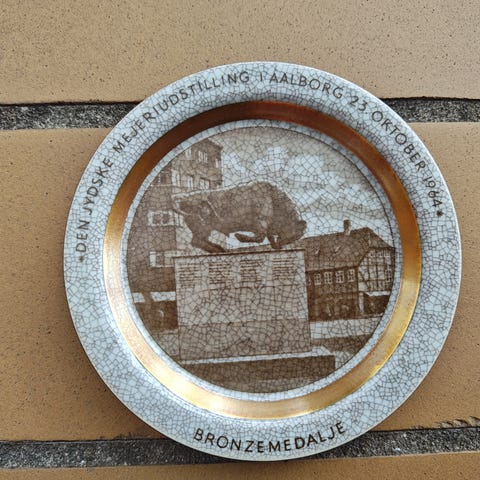 *DEN JYDSKE MEJERIUDSTILLING I AALBORG 23. OKTOBER 1964*
BRONZEMEDALJE